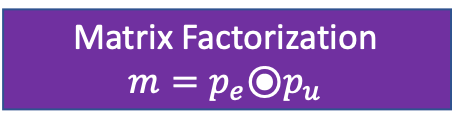 Matrix Factorization
𝑚 = 𝑝ₑ⦿𝑝ᵤ